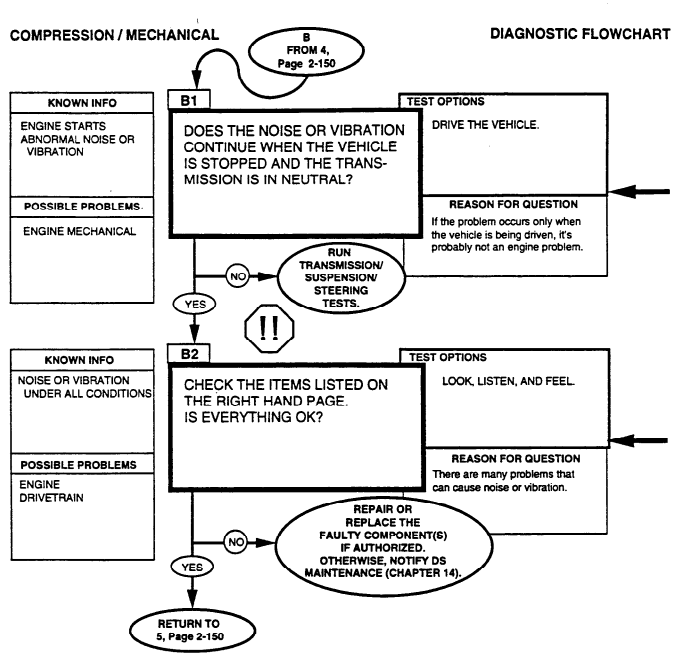 COMPRESSION / MECHANICAL
DIAGNOSTIC FLOWCHART
B
FROM 4,
Page 2-150
KNOWN INFO
ENGINE STARTS
ABNORMAL NOISE OR
VIBRATION
POSSIBLE PROBLEMS
ENGINE MECHANICAL
B1
DOES THE NOISE OR VIBRATION
CONTINUE WHEN THE VEHICLE
IS STOPPED AND THE TRANS-
MISSION IS IN NEUTRAL?
TEST OPTIONS
DRIVE THE VEHICLE.
REASON FOR QUESTION
If the problem occurs only when
the vehicle is being driven, it's
probably not an engine problem.
NO
RUN
TRANSMISSION/
SUSPENSION/
STEERING
TESTS.
YES
!!
KNOWN INFO
NOISE OR VIBRATION
UNDER ALL CONDITIONS
POSSIBLE PROBLEMS
ENGINE
DRIVETRAIN
B2
CHECK THE ITEMS LISTED ON
THE RIGHT HAND PAGE.
IS EVERYTHING OK?
TEST OPTIONS
LOOK, LISTEN, AND FEEL.
REASON FOR QUESTION
There are many problems that
can cause noise or vibration.
NO
REPAIR OR
REPLACE THE
FAULTY COMPONENT(S)
IF AUTHORIZED.
OTHERWISE, NOTIFY DS
MAINTENANCE (CHAPTER 14).
YES
RETURN TO
5, Page 2-150